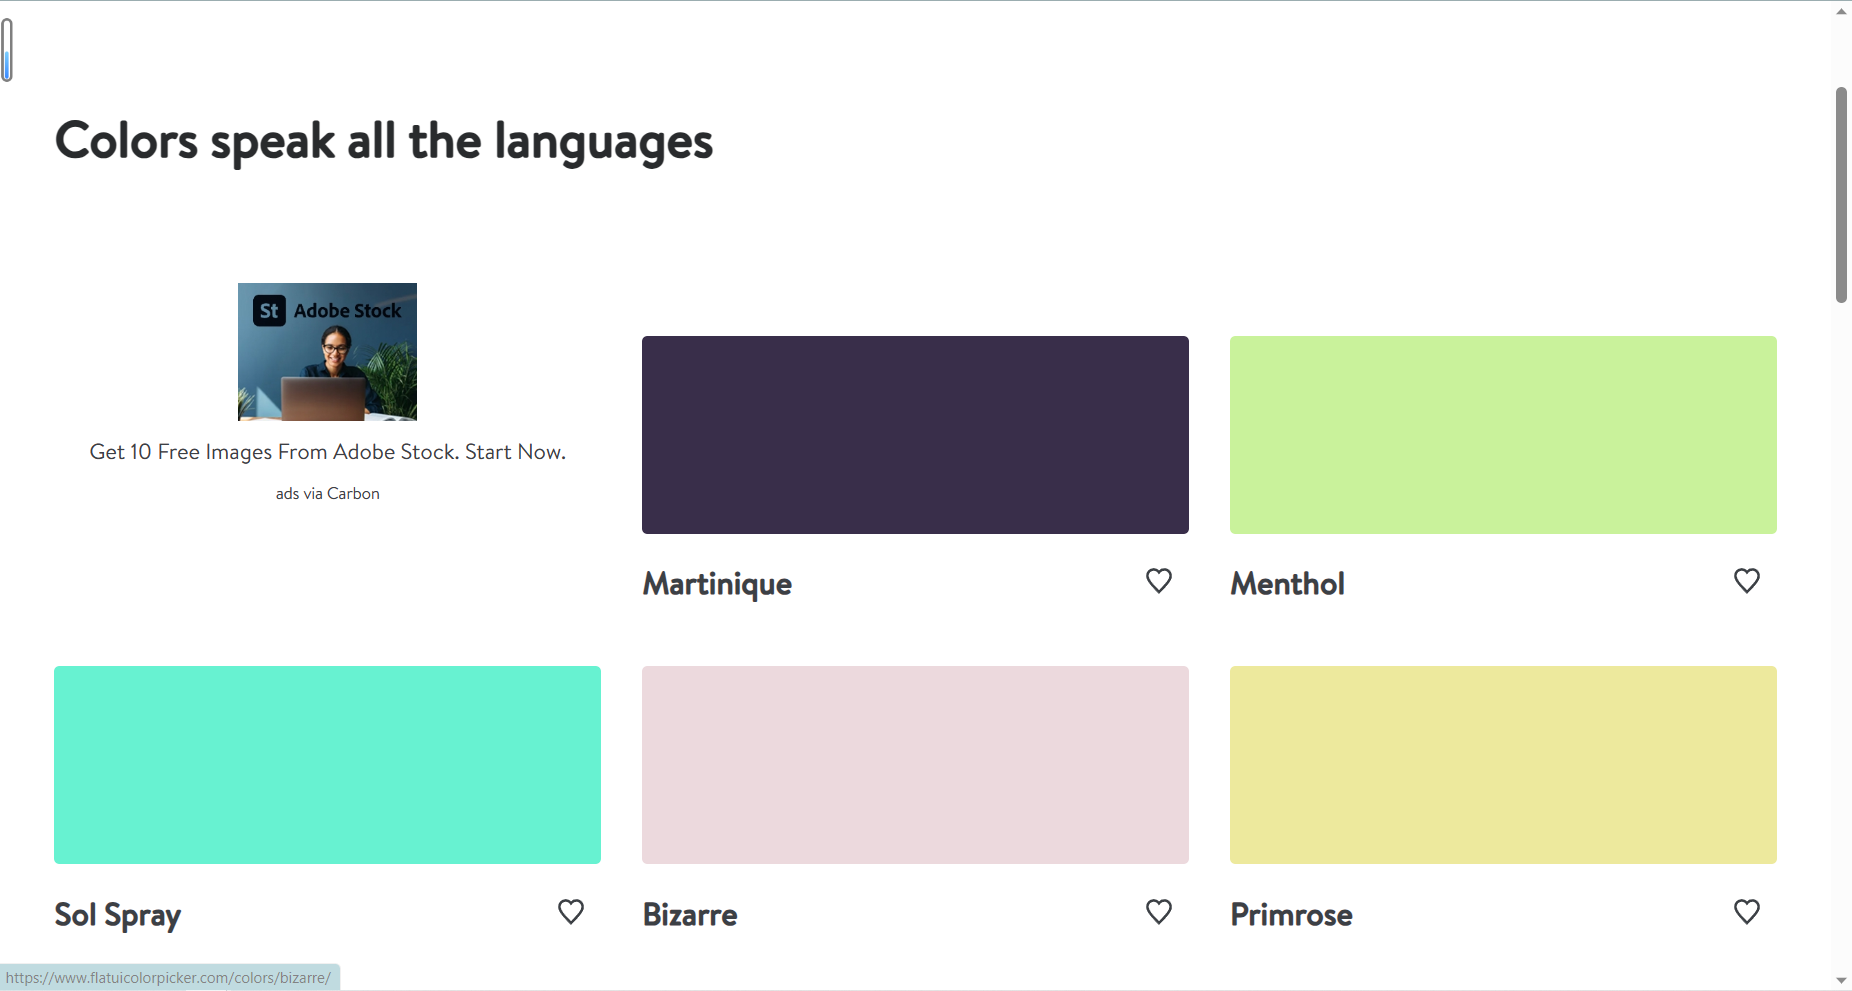 Colors speak all the languages
St Adobe Stock
Get 10 Free Images From Adobe Stock. Start Now.
ads via Carbon
Martinique
Menthol
Sol Spray
Bizarre
Primrose
https://www.flatuicolorpicker.com/colors/bizarre/